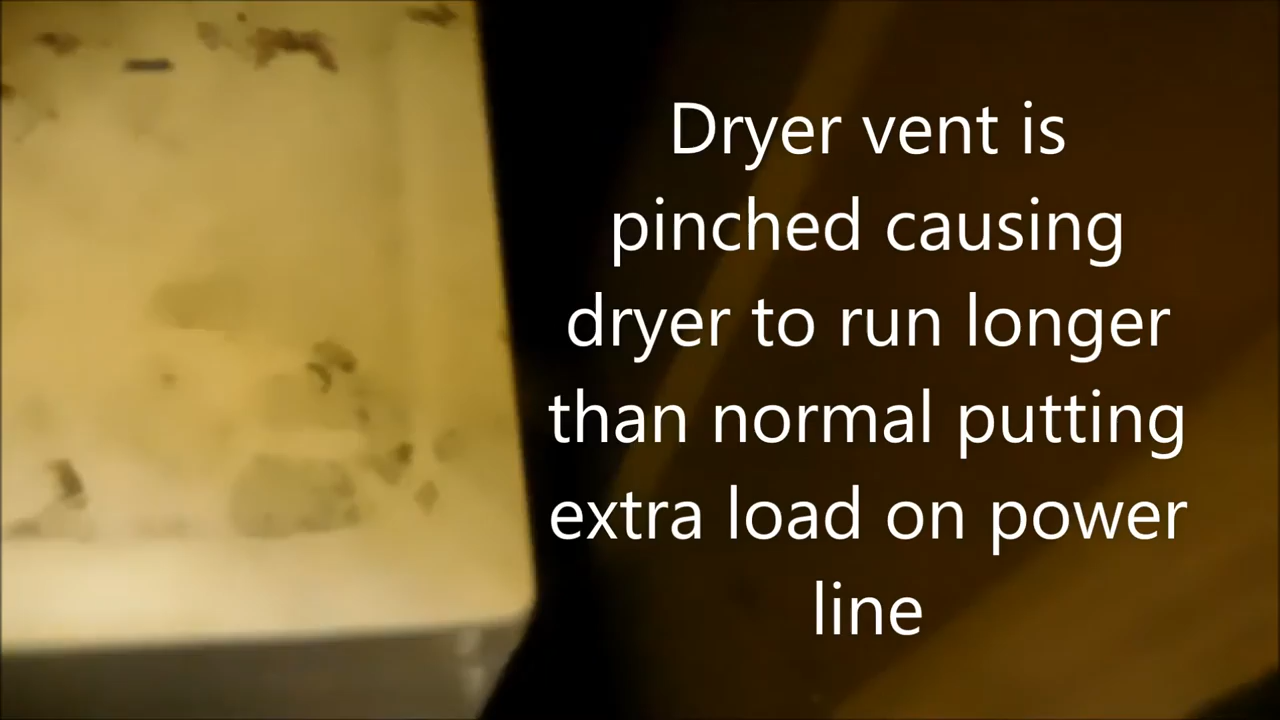 Dryer vent is
pinched causing
dryer to run longer
than normal putting
extra load on power
line